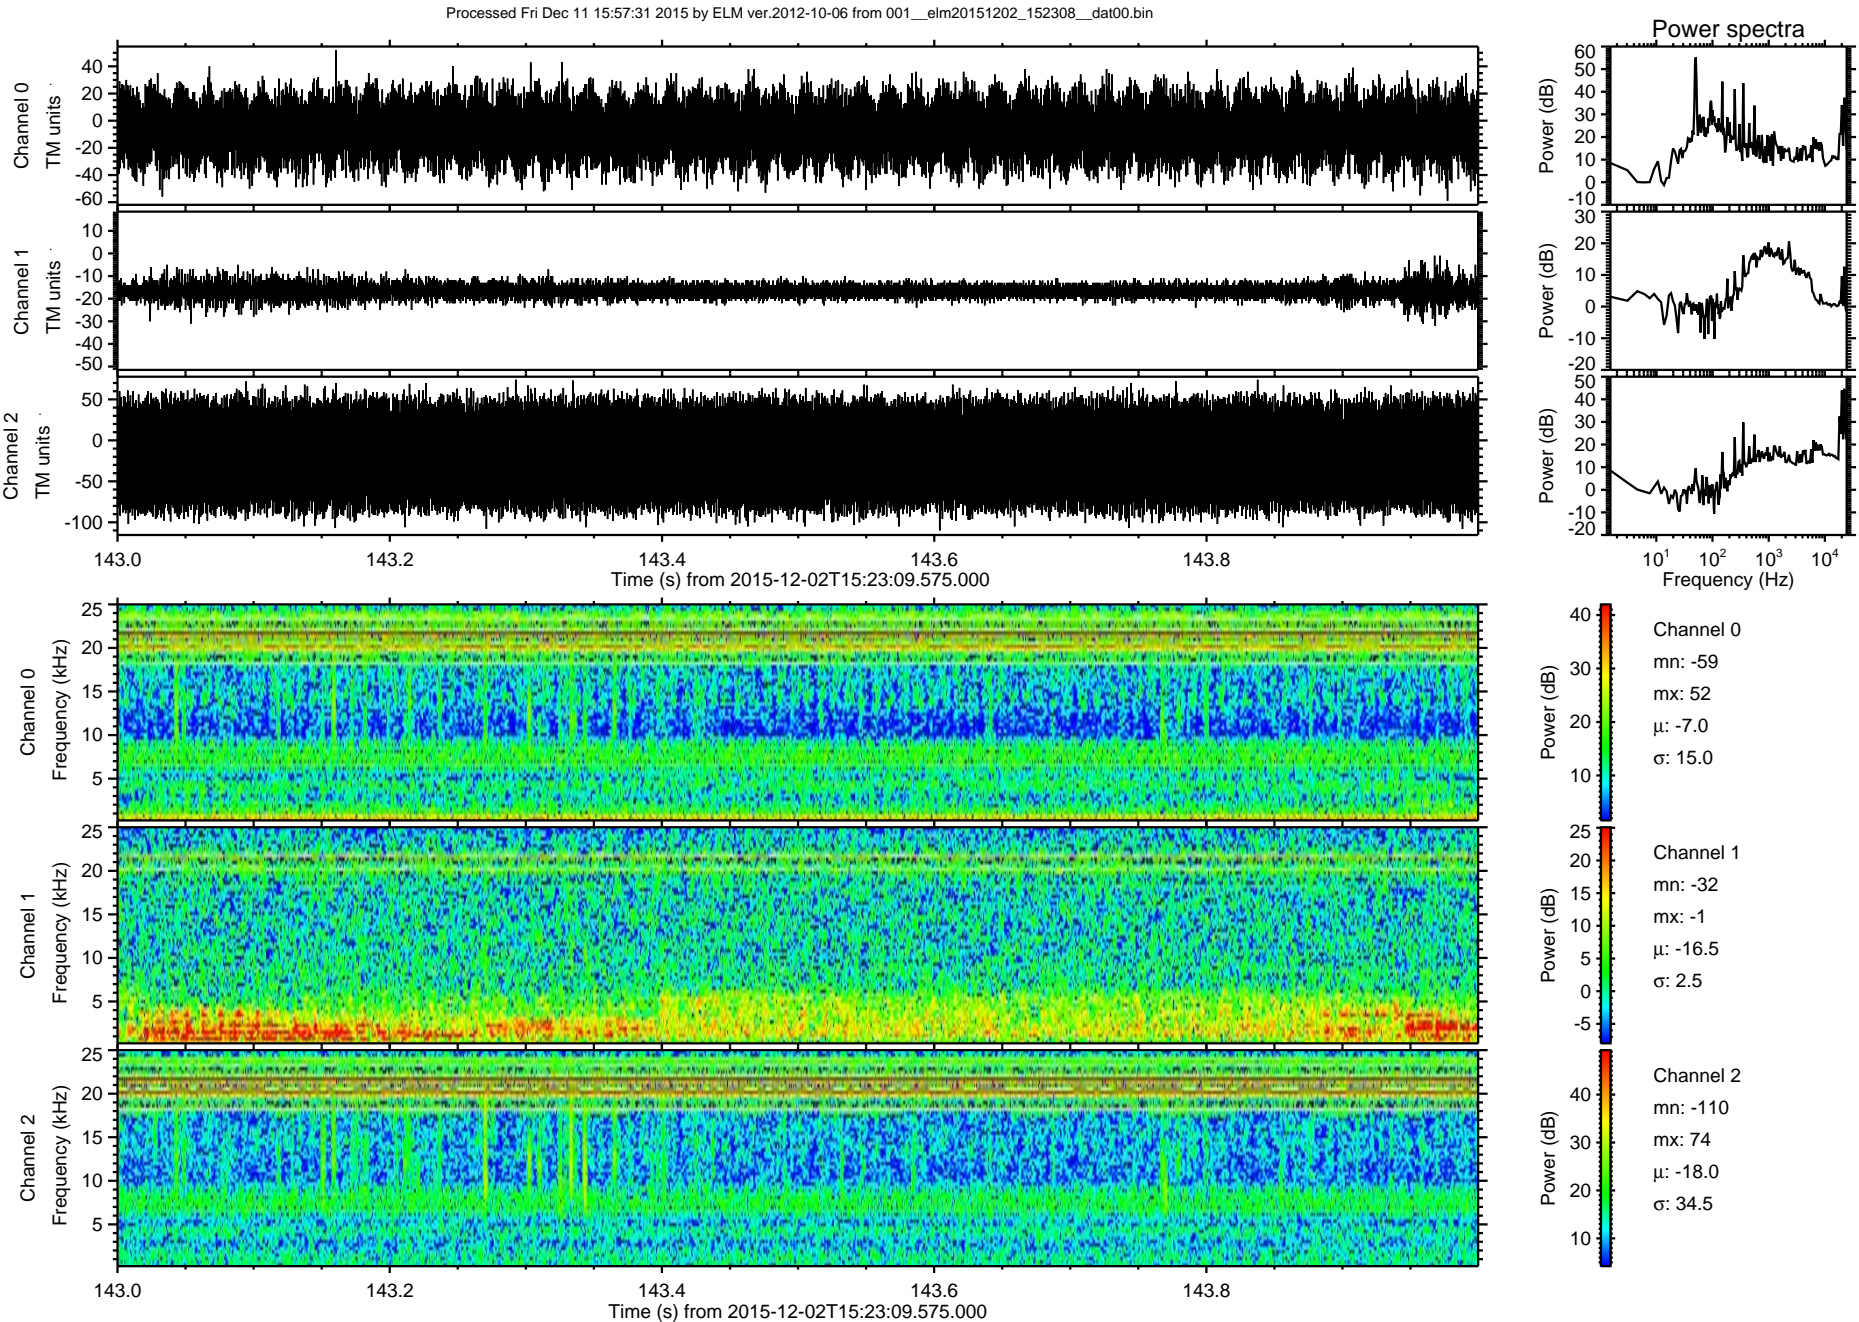 Processed Fri Dec 11 15:57:31 2015 by ELM ver.2012-10-06 from 001__elm20151202_152308__dat00.bin
Power spectra
Channel 0
TM units
40
20
0
-20
-40
-60
Power (dB)
60
50
40
30
20
10
0
-10
Channel 1
TM units
10
0
-10
-20
-30
-40
-50
Power (dB)
30
20
10
0
-10
-20
Channel 2
TM units
50
0
-50
-100
Power (dB)
50
40
30
20
10
0
-10
-20
143.0 143.2 143.4 143.6 143.8
Time (s) from 2015-12-02T15:23:09.575.000
10¹ 10² 10³ 10⁴
Frequency (Hz)
Channel 0
Frequency (kHz)
25
20
15
10
5
Power (dB)
40
30
20
10
Channel 0
mn: -59
mx: 52
μ: -7.0
σ: 15.0
Channel 1
Frequency (kHz)
25
20
15
10
5
Power (dB)
25
20
15
10
5
0
-5
Channel 1
mn: -32
mx: -1
μ: -16.5
σ: 2.5
Channel 2
Frequency (kHz)
25
20
15
10
5
Power (dB)
40
30
20
10
Channel 2
mn: -110
mx: 74
μ: -18.0
σ: 34.5
143.0 143.2 143.4 143.6 143.8
Time (s) from 2015-12-02T15:23:09.575.000